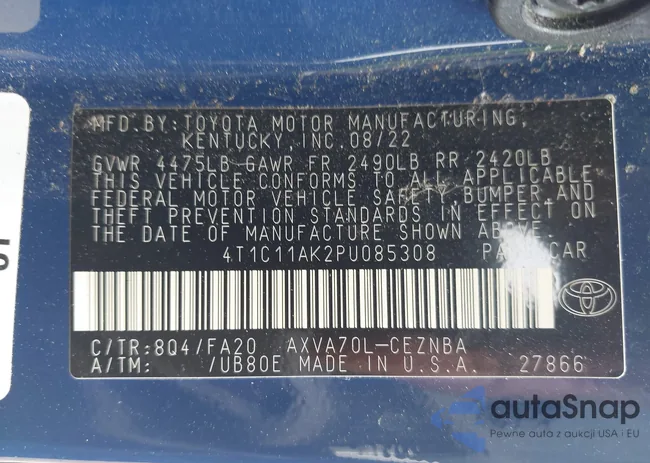 MFD.BY:TOYOTA MOTOR MANUFACTURING,
KENTUCKY,INC.08/22
GVWR 4475LB GAWR FR 2490LB RR 2420LB
THIS VEHICLE CONFORMS TO ALL APPLICABLE
FEDERAL MOTOR VEHICLE SAFETY,BUMPER,AND
THEFT PREVENTION STANDARDS IN EFFECT ON
THE DATE OF MANUFACTURE SHOWN ABOVE.
4T1C11AK2PU085308 PASS.CAR
C/TR:8Q4/FA20 AXVA70L-CEZNBA
A/TM: /UB80E MADE IN U.S.A. 27866
ST
autaSnap
Pewne auta z aukcji USA i EU